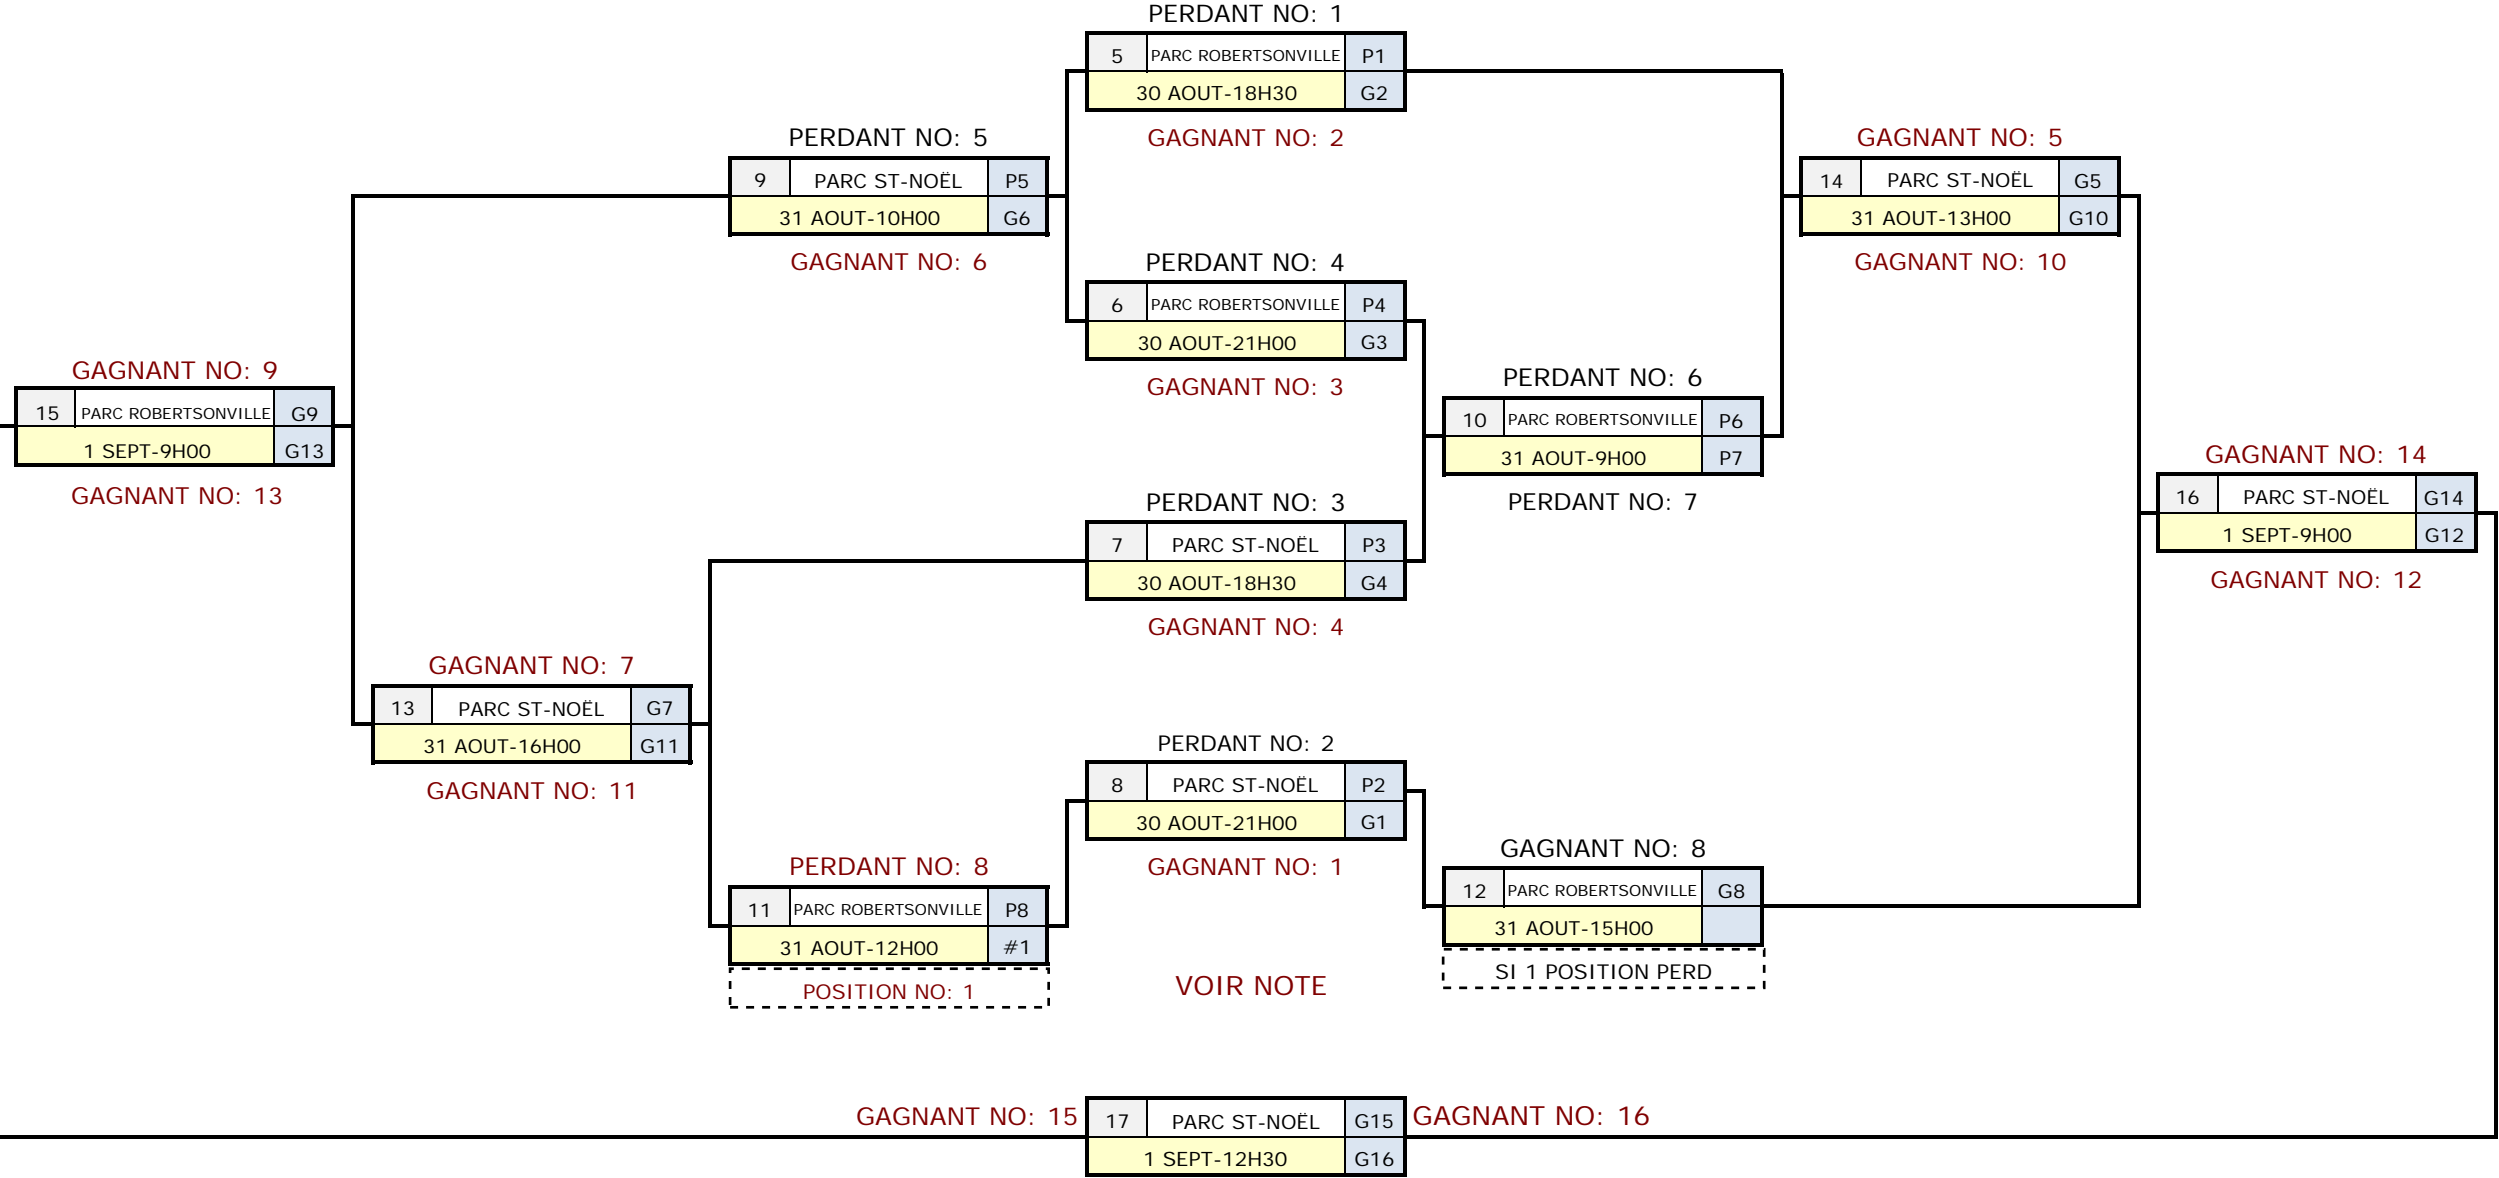 PERDANT NO: 1
5 PARC ROBERTSONVILLE P1
30 AOUT-18H30 G2
GAGNANT NO: 2
PERDANT NO: 5
9 PARC ST-NOËL P5
31 AOUT-10H00 G6
GAGNANT NO: 6
GAGNANT NO: 5
14 PARC ST-NOËL G5
31 AOUT-13H00 G10
GAGNANT NO: 10
PERDANT NO: 4
6 PARC ROBERTSONVILLE P4
30 AOUT-21H00 G3
GAGNANT NO: 3
GAGNANT NO: 9
15 PARC ROBERTSONVILLE G9
1 SEPT-9H00 G13
GAGNANT NO: 13
PERDANT NO: 6
10 PARC ROBERTSONVILLE P6
31 AOUT-9H00 P7
PERDANT NO: 7
GAGNANT NO: 14
16 PARC ST-NOËL G14
1 SEPT-9H00 G12
GAGNANT NO: 12
PERDANT NO: 3
7 PARC ST-NOËL P3
30 AOUT-18H30 G4
GAGNANT NO: 4
GAGNANT NO: 7
13 PARC ST-NOËL G7
31 AOUT-16H00 G11
GAGNANT NO: 11
PERDANT NO: 2
8 PARC ST-NOËL P2
30 AOUT-21H00 G1
GAGNANT NO: 1
PERDANT NO: 8
11 PARC ROBERTSONVILLE P8
31 AOUT-12H00 #1
POSITION NO: 1
GAGNANT NO: 8
12 PARC ROBERTSONVILLE G8
31 AOUT-15H00
SI 1 POSITION PERD
VOIR NOTE
GAGNANT NO: 15 17 PARC ST-NOËL G15 GAGNANT NO: 16
1 SEPT-12H30 G16